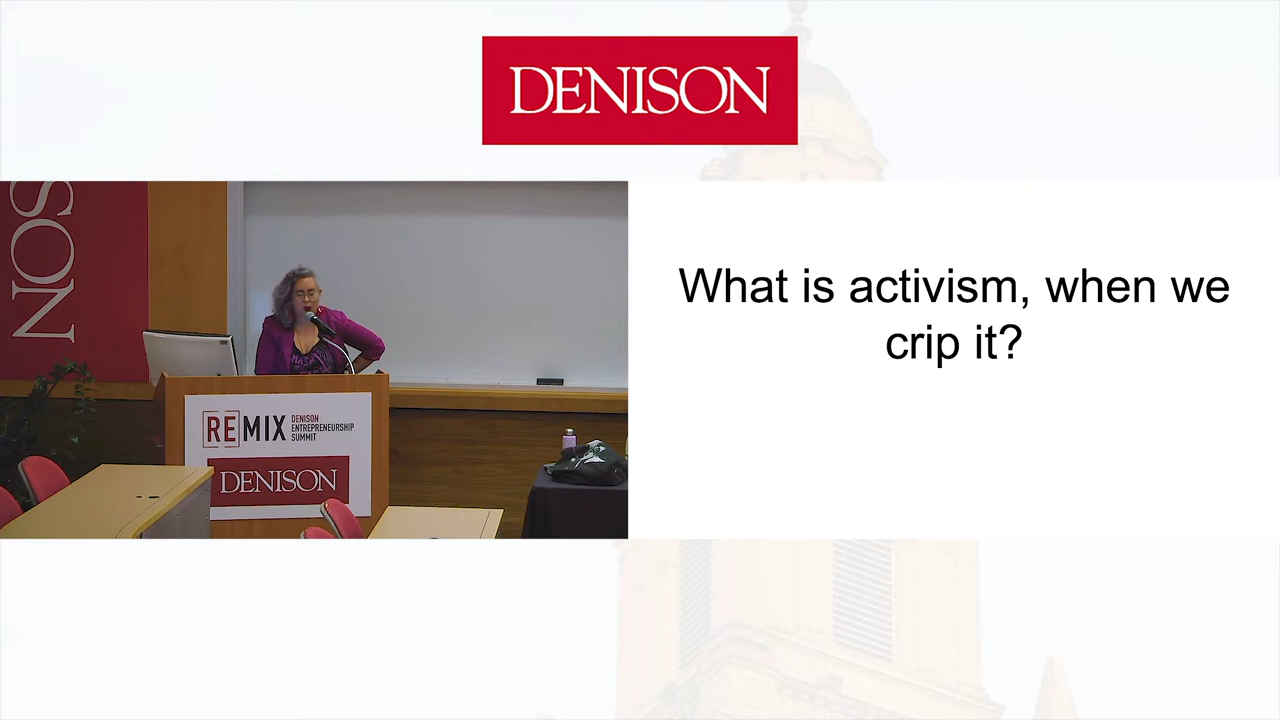 DENISON
SON
What is activism, when we
crip it?
REMIX
DENISON
ENTREPRENEURSHIP
SUMMIT
DENISON